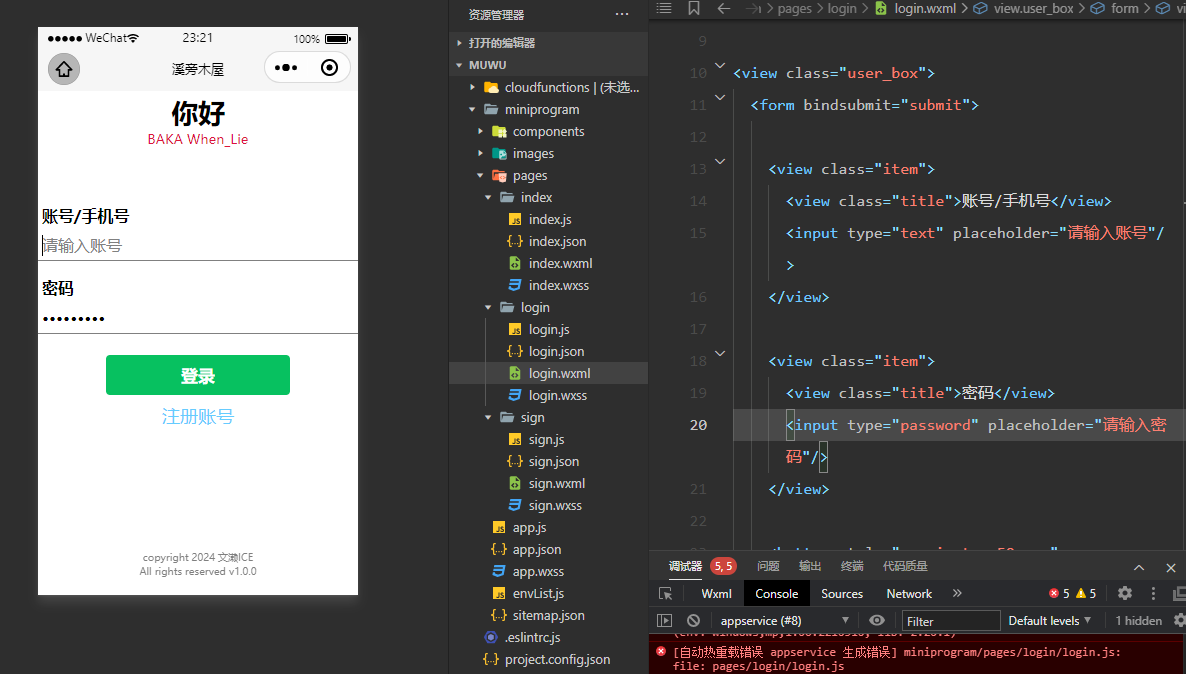 ●●●●● WeChat
23:21
100%
溪旁木屋
你好
BAKA When_Lie
账号/手机号
请输入账号
密码
•••••••••
登录
注册账号
copyright 2024 文濑ICE
All rights reserved v1.0.0
资源管理器
打开的编辑器
MUWU
cloudfunctions | (未选...
miniprogram
components
images
pages
index
index.js
index.json
index.wxml
index.wxss
login
login.js
login.json
login.wxml
login.wxss
sign
sign.js
sign.json
sign.wxml
sign.wxss
app.js
app.json
app.wxss
envList.js
sitemap.json
.eslintrc.js
project.config.json
pages > login > login.wxml > view.user_box > form >
9
10 <view class="user_box">
11 <form bindsubmit="submit">
12
13 <view class="item">
14 <view class="title">账号/手机号</view>
15 <input type="text" placeholder="请输入账号"/
>
16 </view>
17
18 <view class="item">
19 <view class="title">密码</view>
20 <input type="password" placeholder="请输入密
码"/>
21 </view>
22
调试器 5, 5 问题 输出 终端 代码质量
Wxml Console Sources Network » 5 5
appservice (#8) Filter Default levels 1 hidden
[自动热重载错误 appservice 生成错误] miniprogram/pages/login/login.js:
file: pages/login/login.js